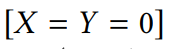 [X = Y = 0]